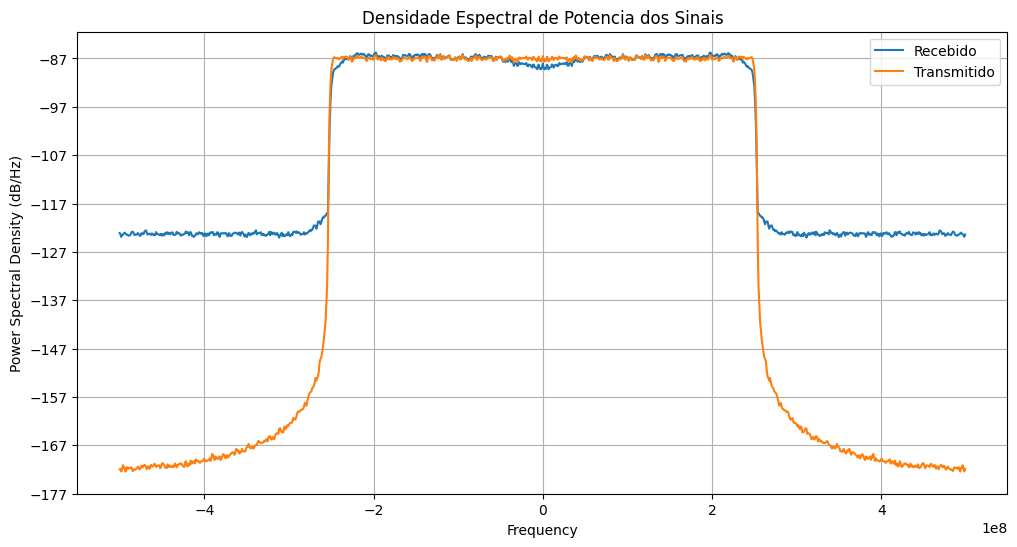 Densidade Espectral de Potencia dos Sinais
Recebido
Transmitido
Power Spectral Density (dB/Hz)
−87
−97
−107
−117
−127
−137
−147
−157
−167
−177
−4
−2
0
2
4
1e8
Frequency